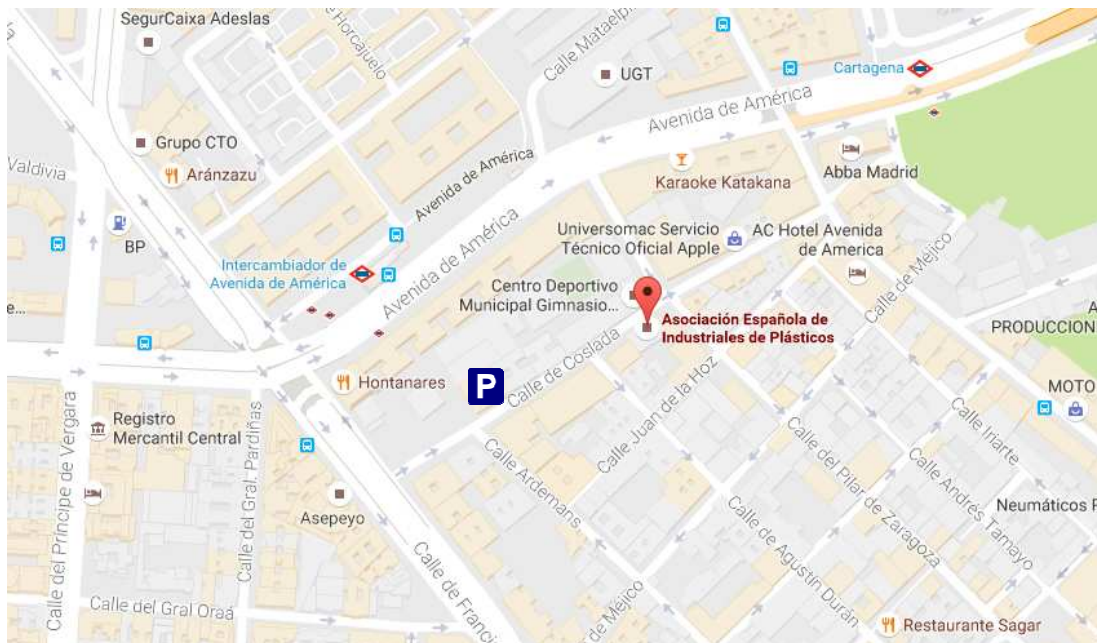 SegurCaixa Adeslas
Horcajuelo
Calle Mataelpi
UGT
Cartagena
Avenida de América
Grupo CTO
Valdivia
Aránzazu
Avenida de América
Karaoke Katakana
Abba Madrid
BP
Universomac Servicio
Técnico Oficial Apple
AC Hotel Avenida
de America
Intercambiador de
Avenida de América
Avenida de América
Centro Deportivo
Municipal Gimnasio...
Calle de Méjico
e...
Asociación Española de
Industriales de Plásticos
A
PRODUCCION
Hontanares
P
Calle de Coslada
Calle Juan de la Hoz
MOTO
Registro
Mercantil Central
Calle del Príncipe de Vergara
Calle del Gral. Pardiñas
Calle Ardemans
Calle del Pilar de Zaragoza
Calle Iriarte
Calle Andrés Tamayo
Neumáticos F
Asepeyo
Calle de Agustín Durán
Calle de Franci
Calle del Gral Oraá
de Mejico
Restaurante Sagar